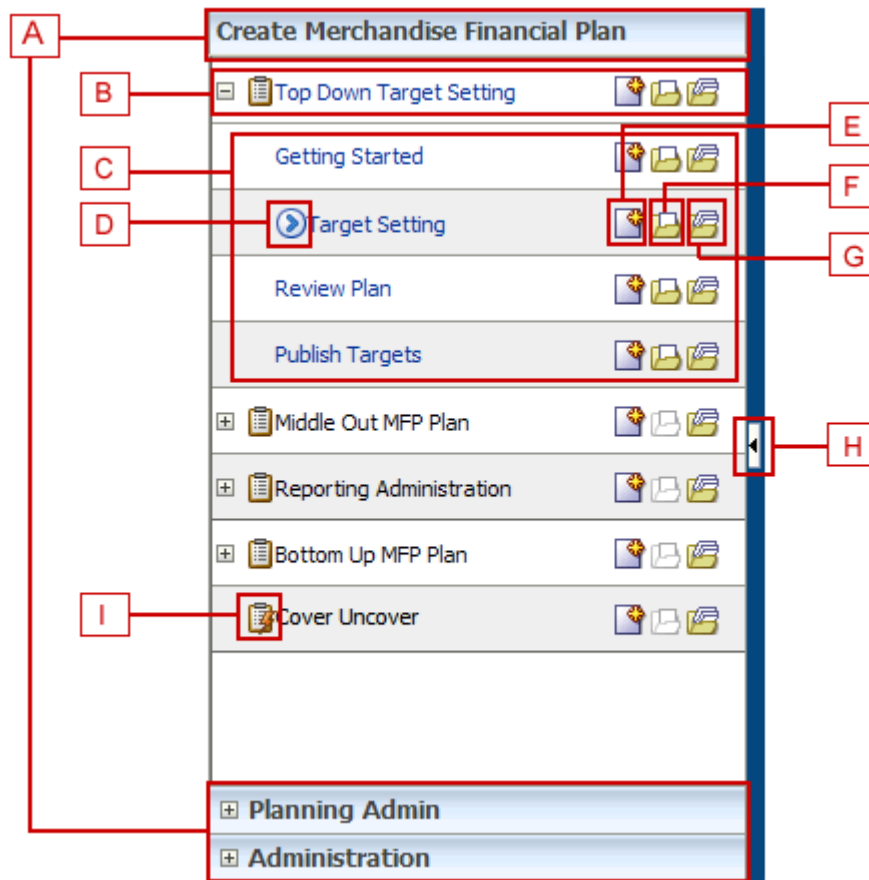 A
Create Merchandise Financial Plan
B
Top Down Target Setting
E
C
Getting Started
F
D
Target Setting
G
Review Plan
Publish Targets
Middle Out MFP Plan
H
Reporting Administration
Bottom Up MFP Plan
I
Cover Uncover
Planning Admin
Administration